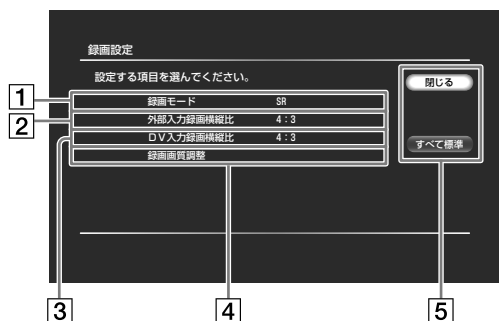 録画設定
設定する項目を選んでください。
閉じる
1
録画モード SR
2
外部入力録画横縦比 4:3
DV入力録画横縦比 4:3
すべて標準
録画画質調整
3
4
5